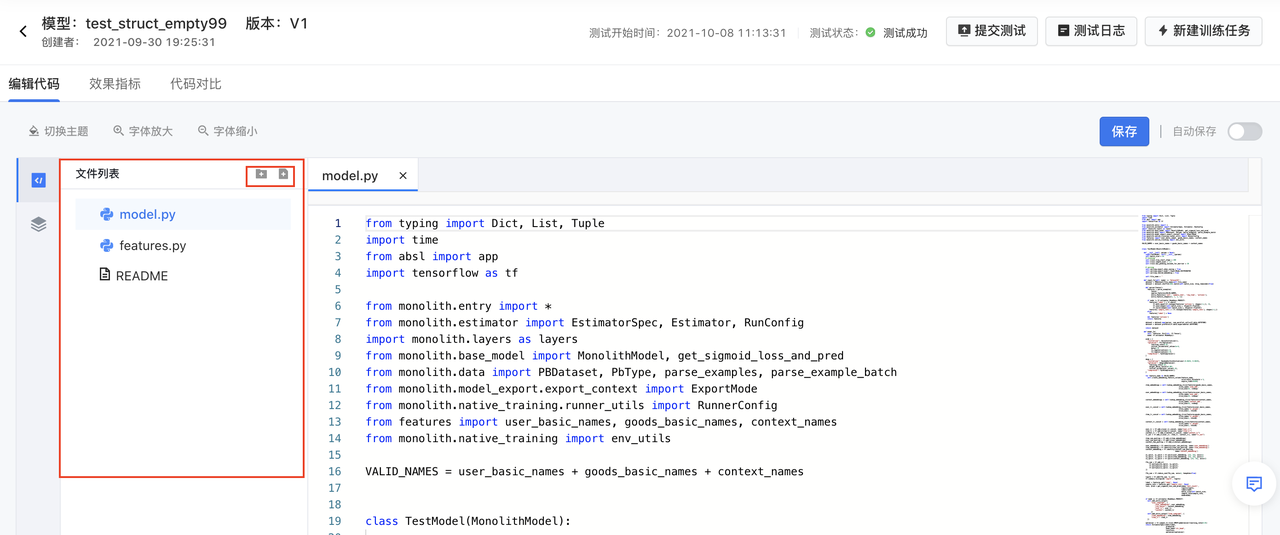 模型：test_struct_empty99 版本：V1
创建者： 2021-09-30 19:25:31
测试开始时间：2021-10-08 11:13:31 测试状态： 测试成功
提交测试 测试日志 新建训练任务
编辑代码 效果指标 代码对比
切换主题 字体放大 字体缩小
保存 自动保存
文件列表
model.py
features.py
README
model.py
1 from typing import Dict, List, Tuple
2 import time
3 from absl import app
4 import tensorflow as tf
5
6 from monolith.entry import *
7 from monolith.estimator import EstimatorSpec, Estimator, RunConfig
8 import monolith.layers as layers
9 from monolith.base_model import MonolithModel, get_sigmoid_loss_and_pred
10 from monolith.data import PBDataset, PbType, parse_examples, parse_example_batch
11 from monolith.model_export.export_context import ExportMode
12 from monolith.native_training.runner_utils import RunnerConfig
13 from features import user_basic_names, goods_basic_names, context_names
14 from monolith.native_training import env_utils
15
16 VALID_NAMES = user_basic_names + goods_basic_names + context_names
17
18
19 class TestModel(MonolithModel):